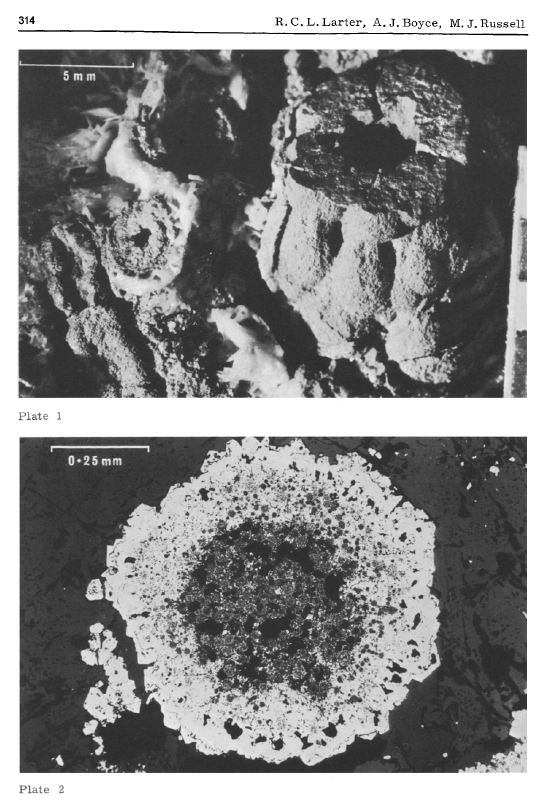 314
R.C.L.Larter, A.J.Boyce, M.J.Russell
5 mm
Plate 1
0·25 mm
Plate 2